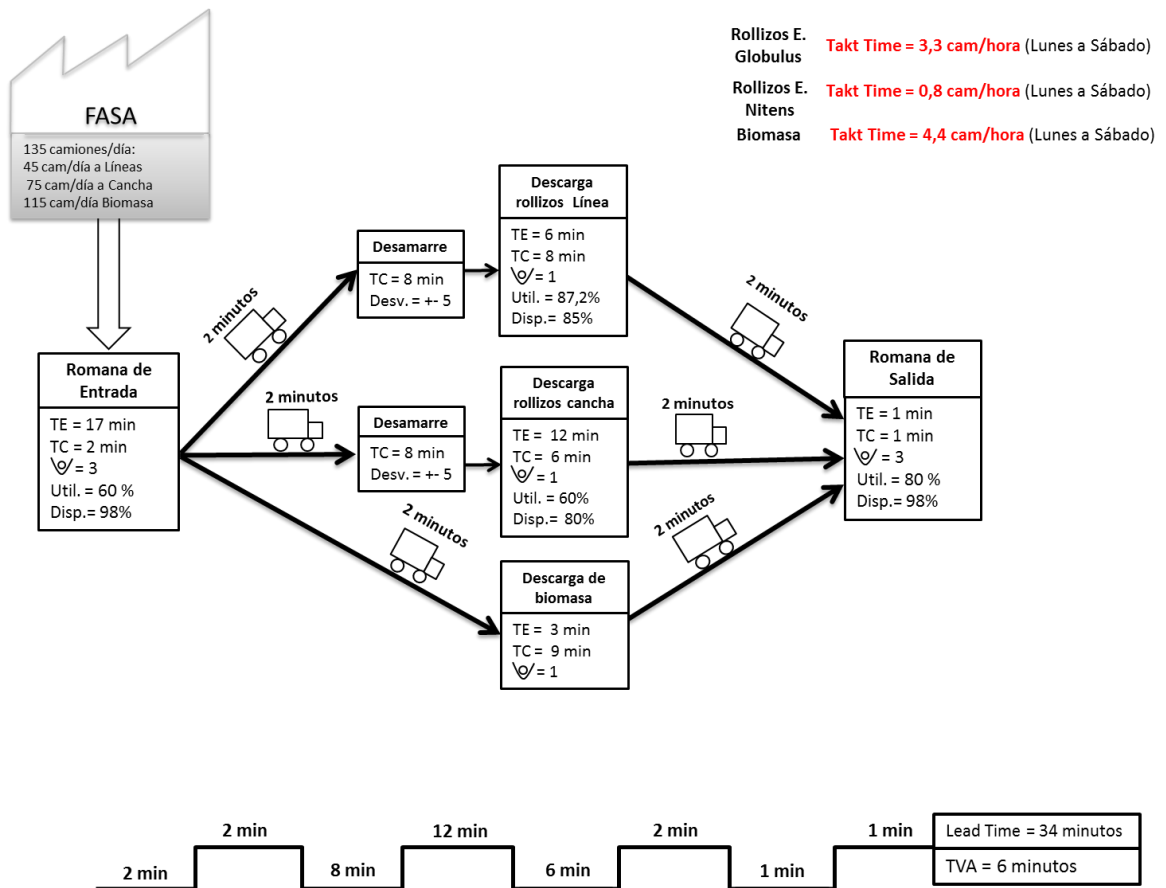 Rollizos E.
Globulus
Takt Time = 3,3 cam/hora (Lunes a Sábado)
Rollizos E.
Nitens
Takt Time = 0,8 cam/hora (Lunes a Sábado)
Biomasa
Takt Time = 4,4 cam/hora (Lunes a Sábado)
FASA
135 camiones/día:
45 cam/día a Líneas
75 cam/día a Cancha
115 cam/día Biomasa
Romana de
Entrada
TE = 17 min
TC = 2 min
= 3
Util. = 60 %
Disp.= 98%
2 minutos
Desamarre
TC = 8 min
Desv. = +- 5
Descarga
rollizos Línea
TE = 6 min
TC = 8 min
= 1
Util. = 87,2%
Disp.= 85%
2 minutos
2 minutos
Desamarre
TC = 8 min
Desv. = +- 5
Descarga
rollizos cancha
TE = 12 min
TC = 6 min
= 1
Util. = 60%
Disp.= 80%
2 minutos
2 minutos
Descarga de
biomasa
TE = 3 min
TC = 9 min
= 1
2 minutos
Romana de
Salida
TE = 1 min
TC = 1 min
= 3
Util. = 80 %
Disp.= 98%
2 min
2 min
8 min
12 min
6 min
2 min
1 min
1 min
Lead Time = 34 minutos
TVA = 6 minutos